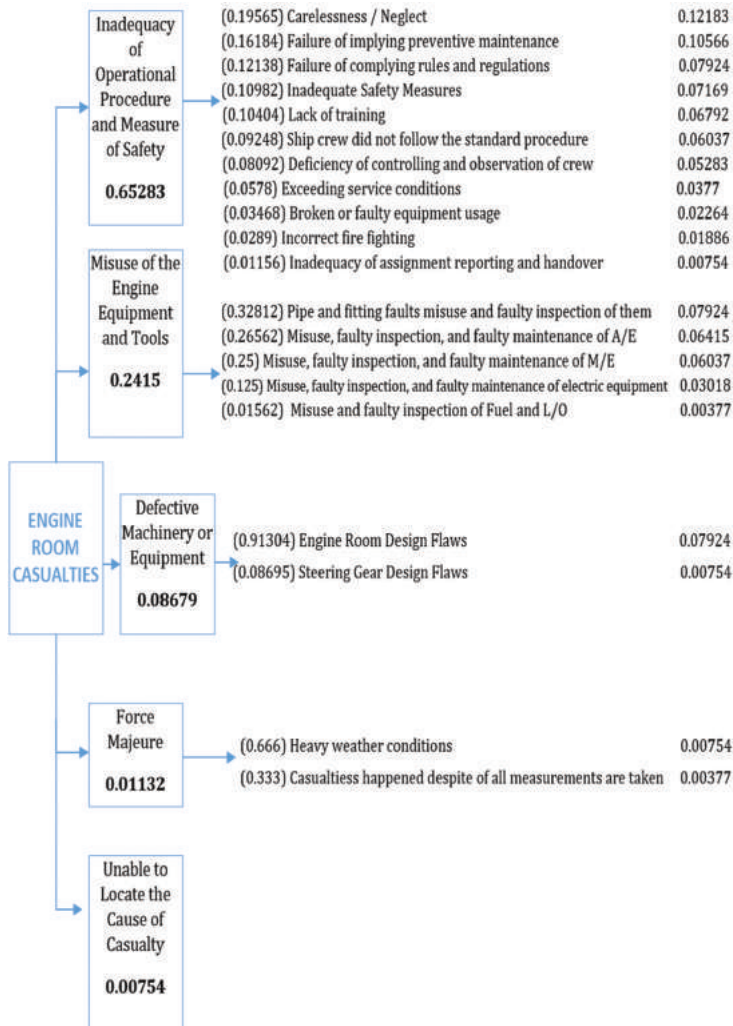 Inadequacy
of
Operational
Procedure
and Measure
of Safety
0.65283
(0.19565) Carelessness / Neglect 0.12183
(0.16184) Failure of implying preventive maintenance 0.10566
(0.12138) Failure of complying rules and regulations 0.07924
(0.10982) Inadequate Safety Measures 0.07169
(0.10404) Lack of training 0.06792
(0.09248) Ship crew did not follow the standard procedure 0.06037
(0.08092) Deficiency of controlling and observation of crew 0.05283
(0.0578) Exceeding service conditions 0.0377
(0.03468) Broken or faulty equipment usage 0.02264
(0.0289) Incorrect fire fighting 0.01886
(0.01156) Inadequacy of assignment reporting and handover 0.00754
Misuse of the
Engine
Equipment
and Tools
0.2415
(0.32812) Pipe and fitting faults misuse and faulty inspection of them 0.07924
(0.26562) Misuse, faulty inspection, and faulty maintenance of A/E 0.06415
(0.25) Misuse, faulty inspection, and faulty maintenance of M/E 0.06037
(0.125) Misuse, faulty inspection, and faulty maintenance of electric equipment 0.03018
(0.01562) Misuse and faulty inspection of Fuel and L/O 0.00377
ENGINE
ROOM
CASUALTIES
Defective
Machinery or
Equipment
0.08679
(0.91304) Engine Room Design Flaws 0.07924
(0.08695) Steering Gear Design Flaws 0.00754
Force
Majeure
0.01132
(0.666) Heavy weather conditions 0.00754
(0.333) Casualtiess happened despite of all measurements are taken 0.00377
Unable to
Locate the
Cause of
Casualty
0.00754